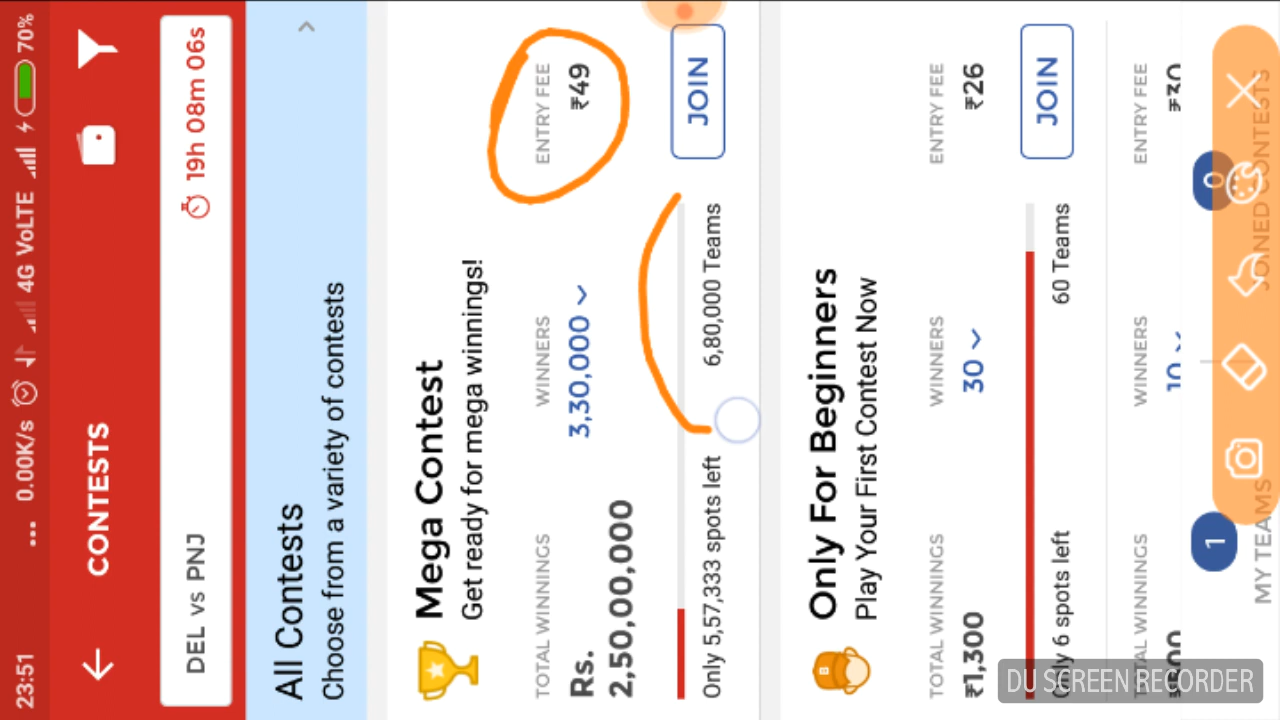 23:51 ... 0.00K/s 4G VoLTE 70%
← CONTESTS
DEL vs PNJ 19h 08m 06s
All Contests
Choose from a variety of contests
Mega Contest
Get ready for mega winnings!
TOTAL WINNINGS WINNERS ENTRY FEE
Rs. 3,30,000 ₹49
2,50,00,000
JOIN
Only 5,57,333 spots left 6,80,000 Teams
Only For Beginners
Play Your First Contest Now
TOTAL WINNINGS WINNERS ENTRY FEE
₹1,300 30 ₹26
JOIN
Only 6 spots left 60 Teams
TOTAL WINNINGS WINNERS ENTRY FEE
10 ₹30
1 0
MY TEAMS JOINED CONTESTS
DU SCREEN RECORDER